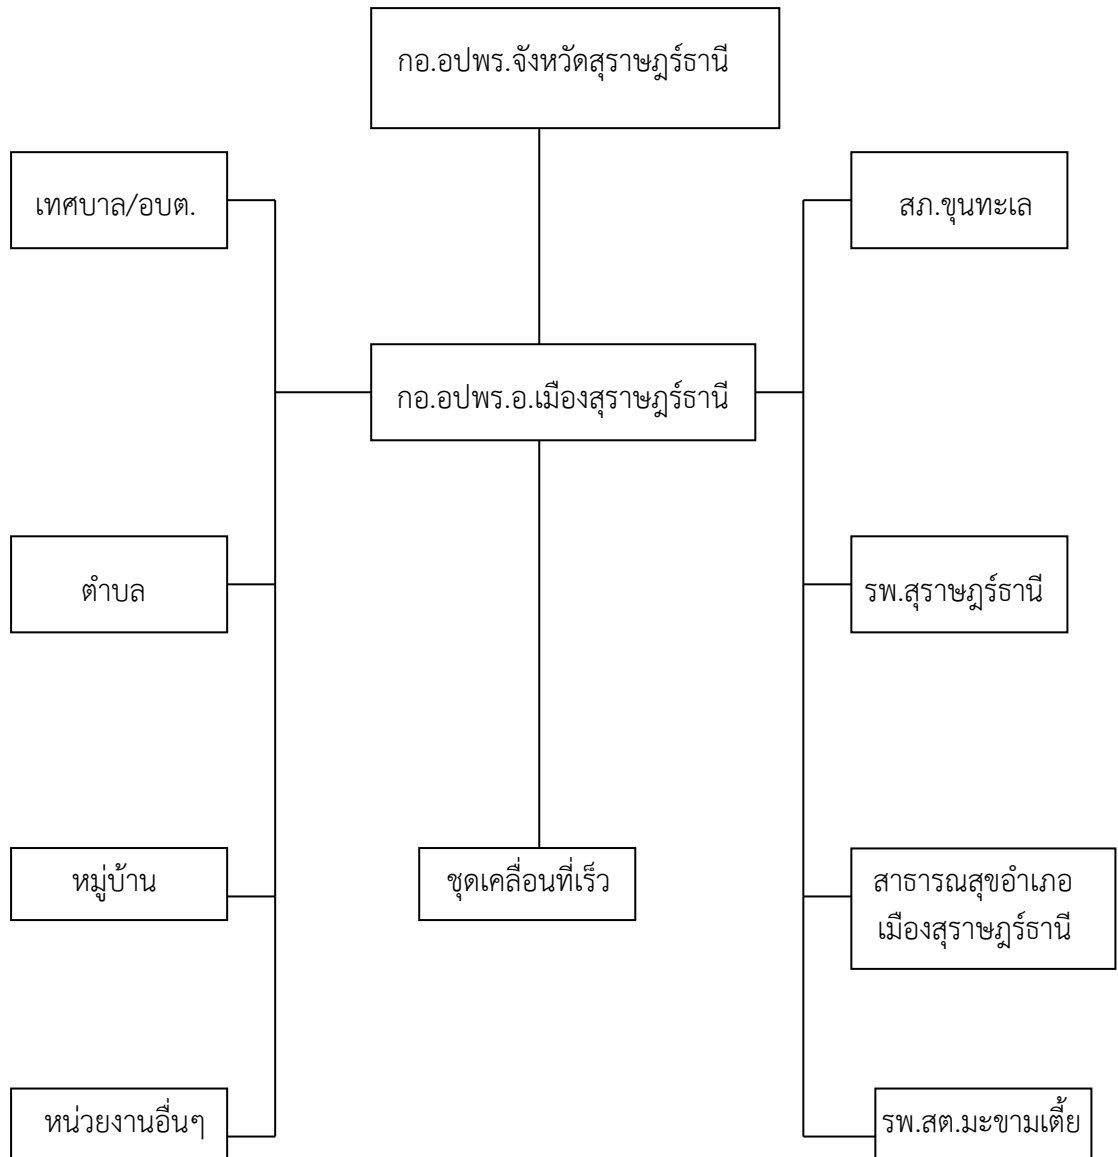 กอ.อปพร.จังหวัดสุราษฎร์ธานี
เทศบาล/อบต.
สภ.ขุนทะเล
กอ.อปพร.อ.เมืองสุราษฎร์ธานี
ตำบล
รพ.สุราษฎร์ธานี
หมู่บ้าน
ชุดเคลื่อนที่เร็ว
สาธารณสุขอำเภอ
เมืองสุราษฎร์ธานี
หน่วยงานอื่นๆ
รพ.สต.มะขามเตี้ย